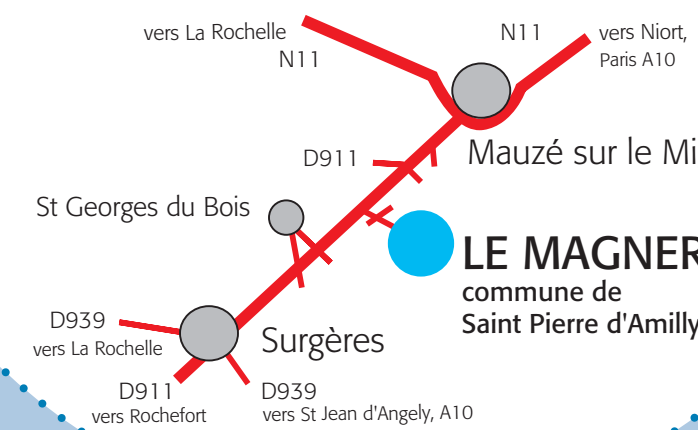 vers La Rochelle
N11
N11
vers Niort,
Paris A10
D911
Mauzé sur le Mi
St Georges du Bois
LE MAGNER
commune de
Saint Pierre d'Amilly
D939
vers La Rochelle
Surgères
D911
vers Rochefort
D939
vers St Jean d'Angely, A10